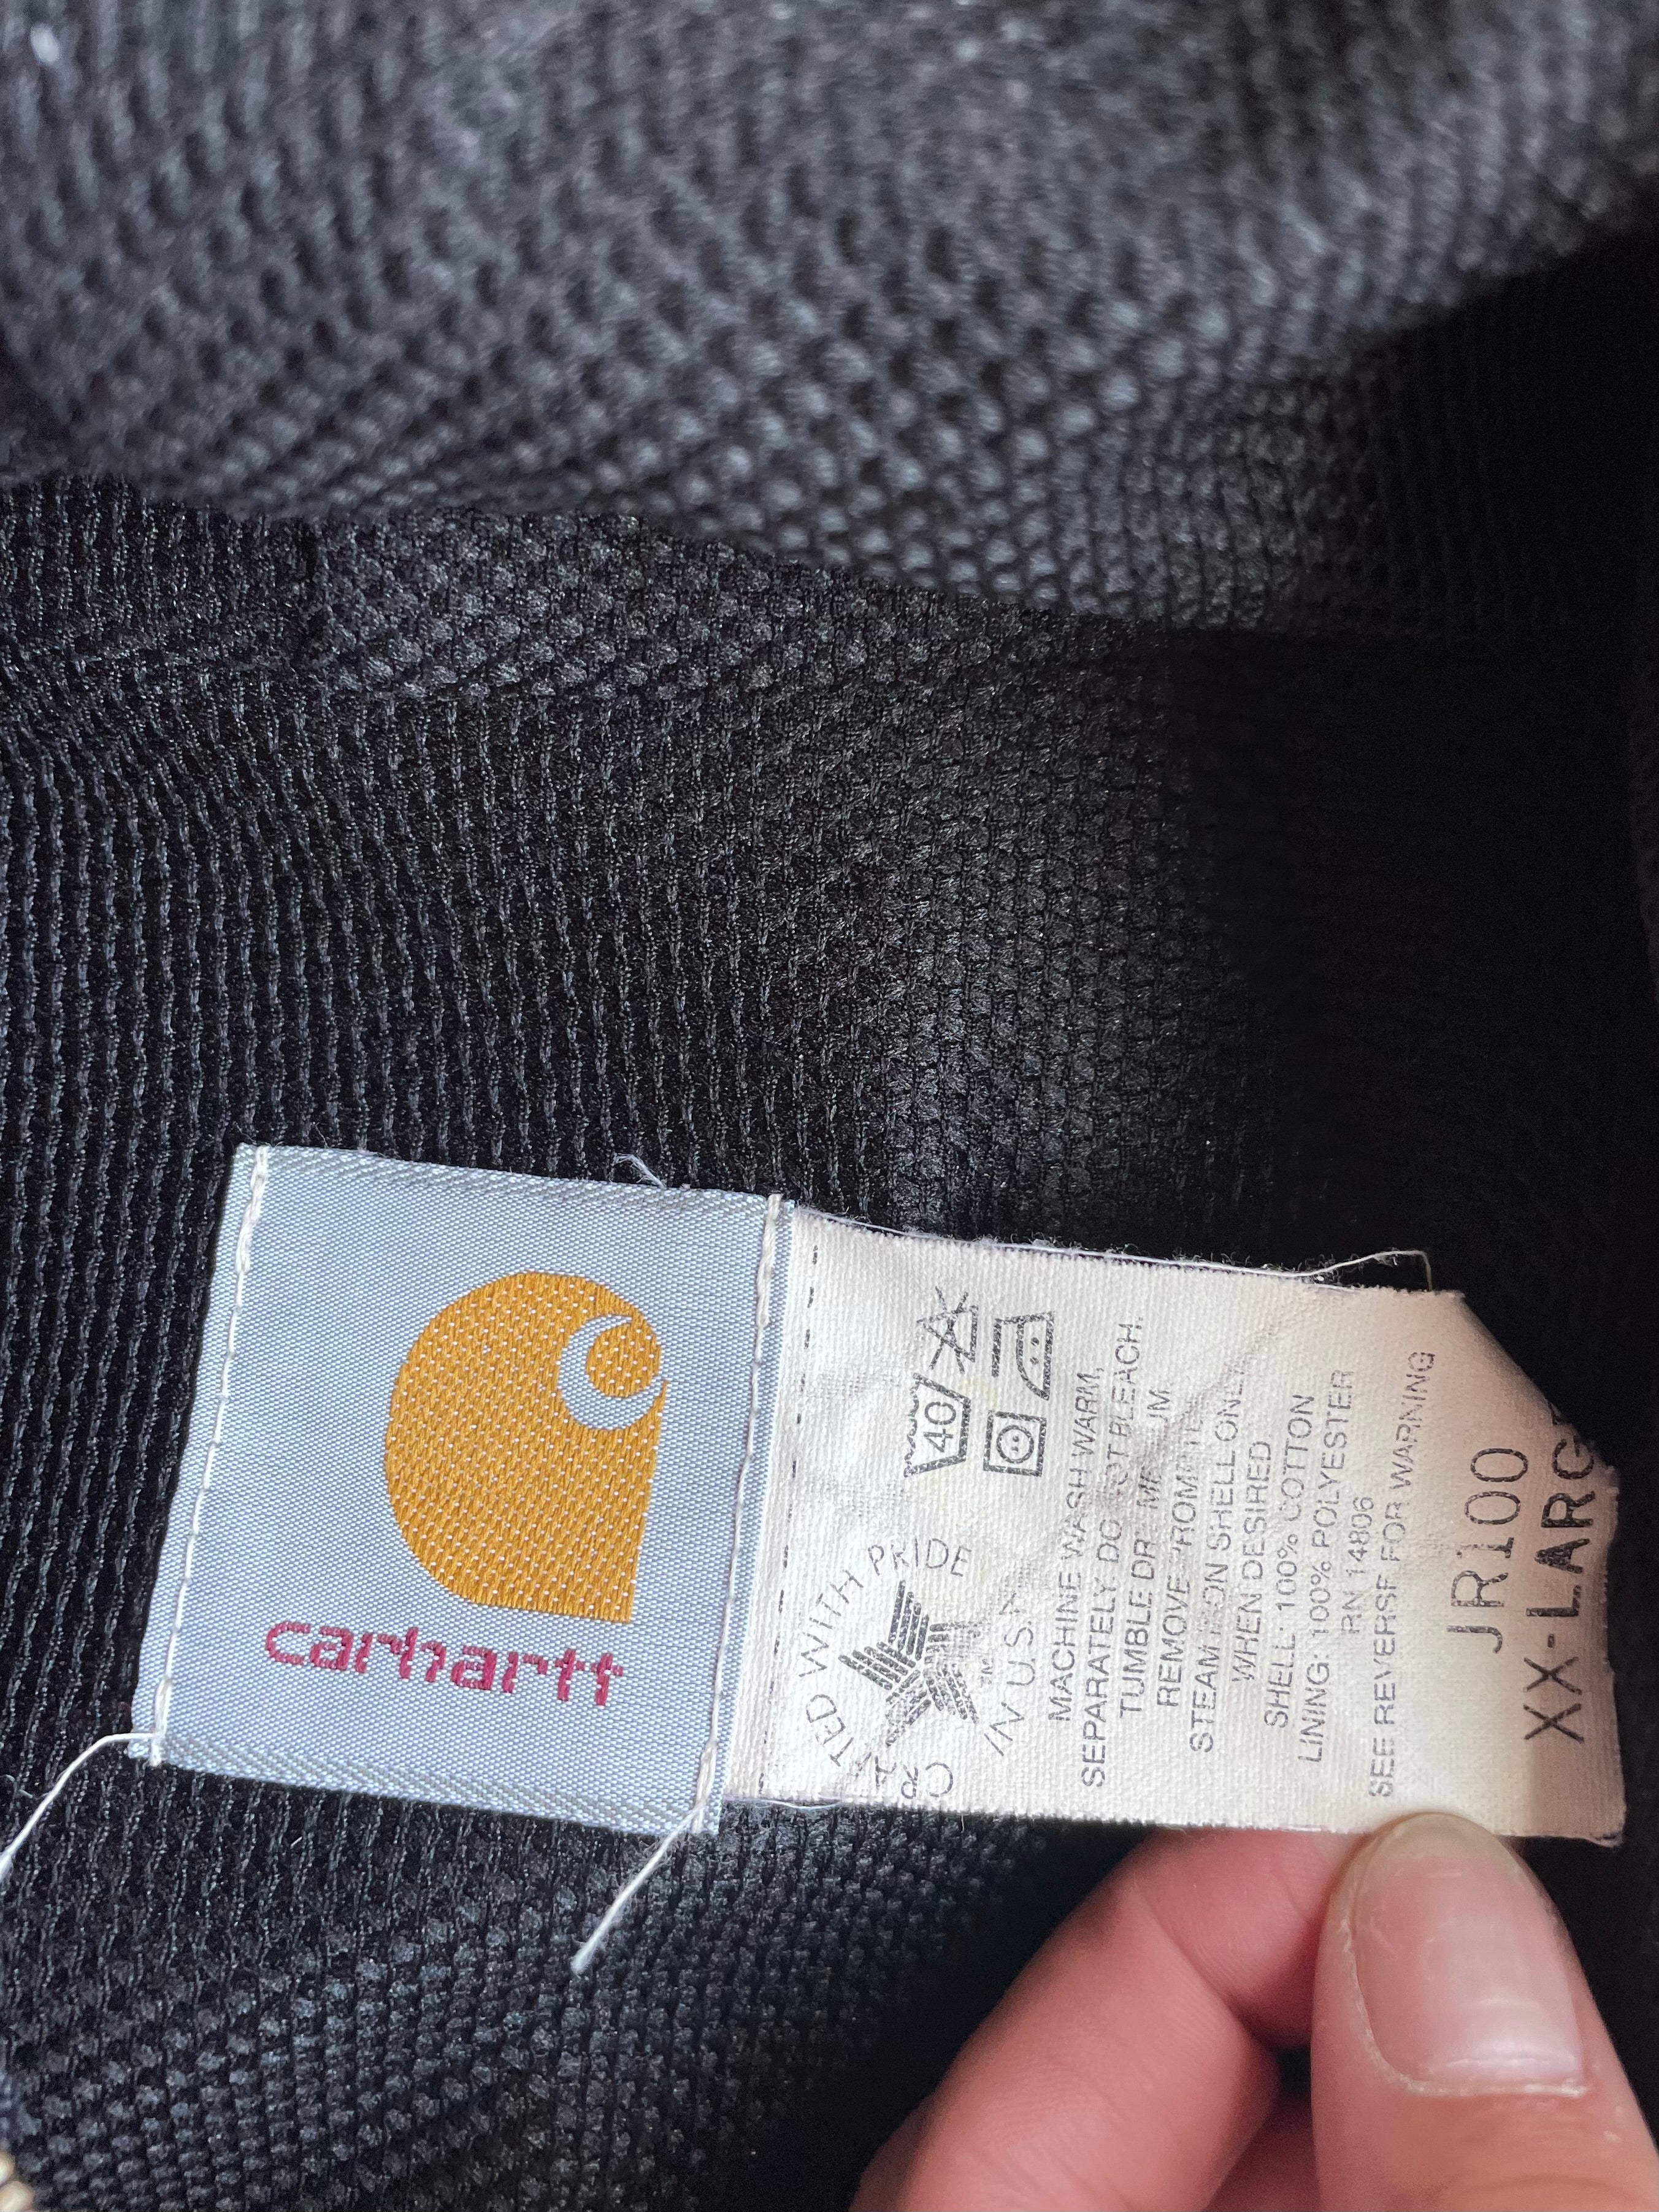 carhartt
CRAFTED WITH PRIDE
IN U.S.A.
40
MACHINE WASH WARM,
SEPARATELY. DO NOT BLEACH.
TUMBLE DRY MEDIUM.
REMOVE PROMPTLY.
STEAM IRON SHELL ONLY
WHEN DESIRED
SHELL: 100% COTTON
LINING: 100% POLYESTER
RN 14806
SEE REVERSE FOR WARNING
JR100
XX-LARGE